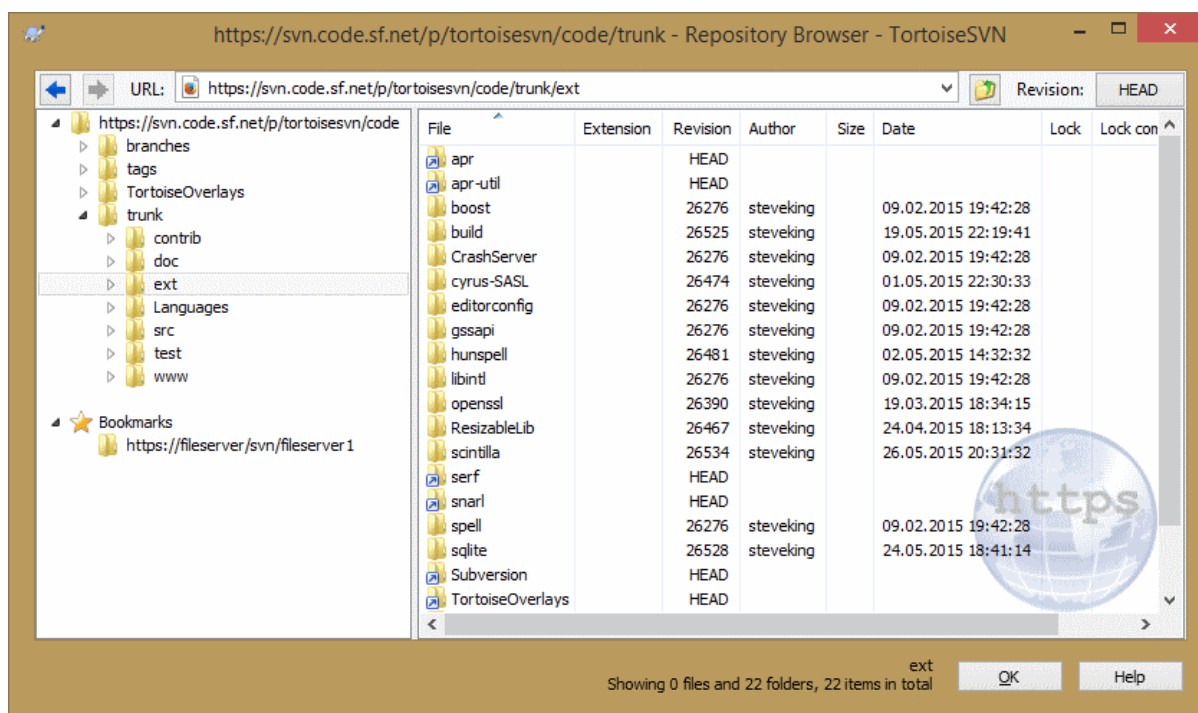 https://svn.code.sf.net/p/tortoisesvn/code/trunk - Repository Browser - TortoiseSVN
URL: https://svn.code.sf.net/p/tortoisesvn/code/trunk/ext Revision: HEAD
https://svn.code.sf.net/p/tortoisesvn/code
branches
tags
TortoiseOverlays
trunk
contrib
doc
ext
Languages
src
test
www
Bookmarks
https://fileserver/svn/fileserver1
File Extension Revision Author Size Date Lock Lock com
apr HEAD
apr-util HEAD
boost 26276 steveking 09.02.2015 19:42:28
build 26525 steveking 19.05.2015 22:19:41
CrashServer 26276 steveking 09.02.2015 19:42:28
cyrus-SASL 26474 steveking 01.05.2015 22:30:33
editorconfig 26276 steveking 09.02.2015 19:42:28
gssapi 26276 steveking 09.02.2015 19:42:28
hunspell 26481 steveking 02.05.2015 14:32:32
libintl 26276 steveking 09.02.2015 19:42:28
openssl 26390 steveking 19.03.2015 18:34:15
ResizableLib 26467 steveking 24.04.2015 18:13:34
scintilla 26534 steveking 26.05.2015 20:31:32
serf HEAD
snarl HEAD
spell 26276 steveking 09.02.2015 19:42:28
sqlite 26528 steveking 24.05.2015 18:41:14
Subversion HEAD
TortoiseOverlays HEAD
https
ext
Showing 0 files and 22 folders, 22 items in total
OK Help